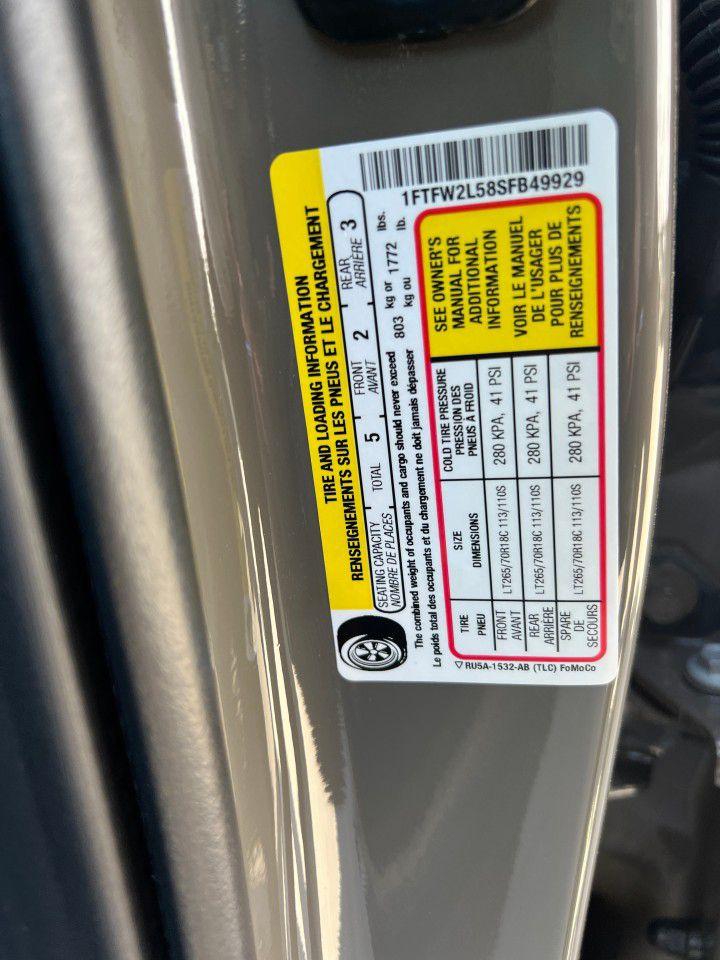 1FTFW2L58SFB49929
TIRE AND LOADING INFORMATION
RENSEIGNEMENTS SUR LES PNEUS ET LE CHARGEMENT
SEATING CAPACITY TOTAL 5 FRONT 2 REAR 3
NOMBRE DE PLACES AVANT ARRIÈRE
The combined weight of occupants and cargo should never exceed 803 kg or 1772 lbs.
Le poids total des occupants et du chargement ne doit jamais dépasser kg ou lb.
TIRE SIZE COLD TIRE PRESSURE
PNEU DIMENSIONS PRESSION DES
PNEUS À FROID
FRONT LT265/70R18C 113/110S 280 KPA, 41 PSI
AVANT
REAR LT265/70R18C 113/110S 280 KPA, 41 PSI
ARRIÈRE
SPARE LT265/70R18C 113/110S 280 KPA, 41 PSI
DE
SECOURS
SEE OWNER'S
MANUAL FOR
ADDITIONAL
INFORMATION
VOIR LE MANUEL
DE L'USAGER
POUR PLUS DE
RENSEIGNEMENTS
RU5A-1532-AB (TLC) FoMoCo